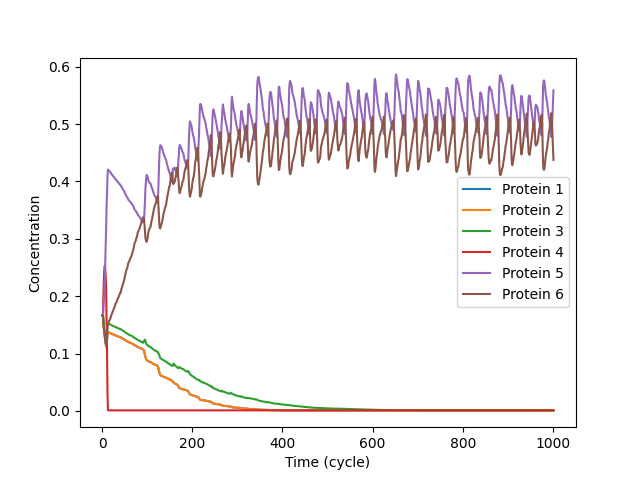 0.6
0.5
0.4
0.3
0.2
0.1
0.0
Concentration
Protein 1
Protein 2
Protein 3
Protein 4
Protein 5
Protein 6
0 200 400 600 800 1000
Time (cycle)